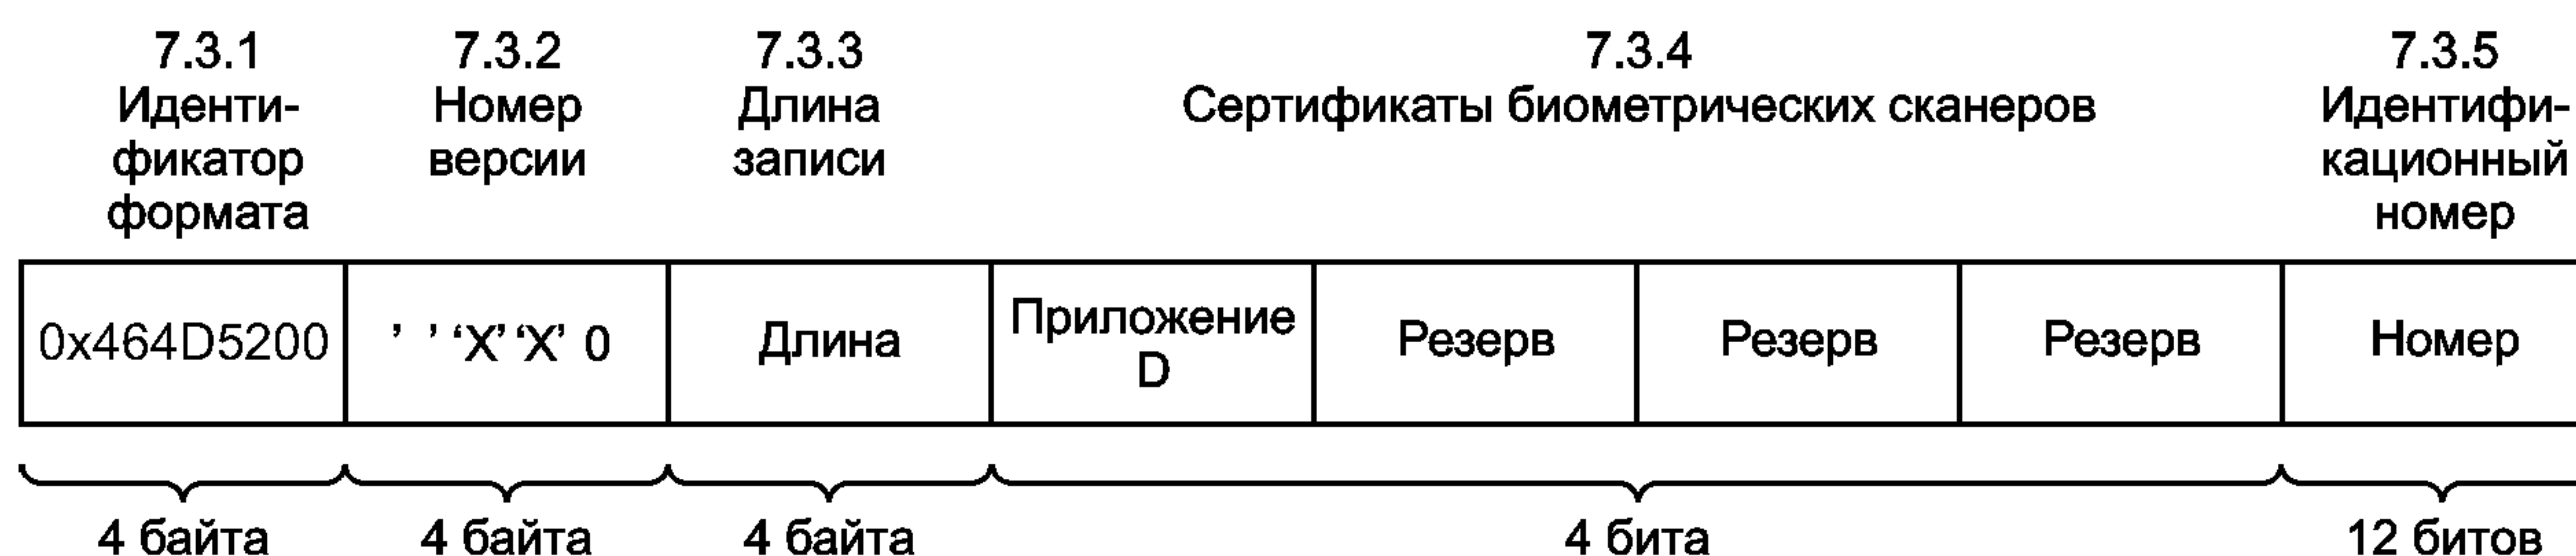 7.3.1
Иденти-
фикатор
формата
7.3.2
Номер
версии
7.3.3
Длина
записи
7.3.4
Сертификаты биометрических сканеров
7.3.5
Идентифи-
кационный
номер
0x464D5200
’ ’ ‘X’ ‘X’ 0
Длина
Приложение
D
Резерв
Резерв
Резерв
Номер
4 байта
4 байта
4 байта
4 бита
12 битов